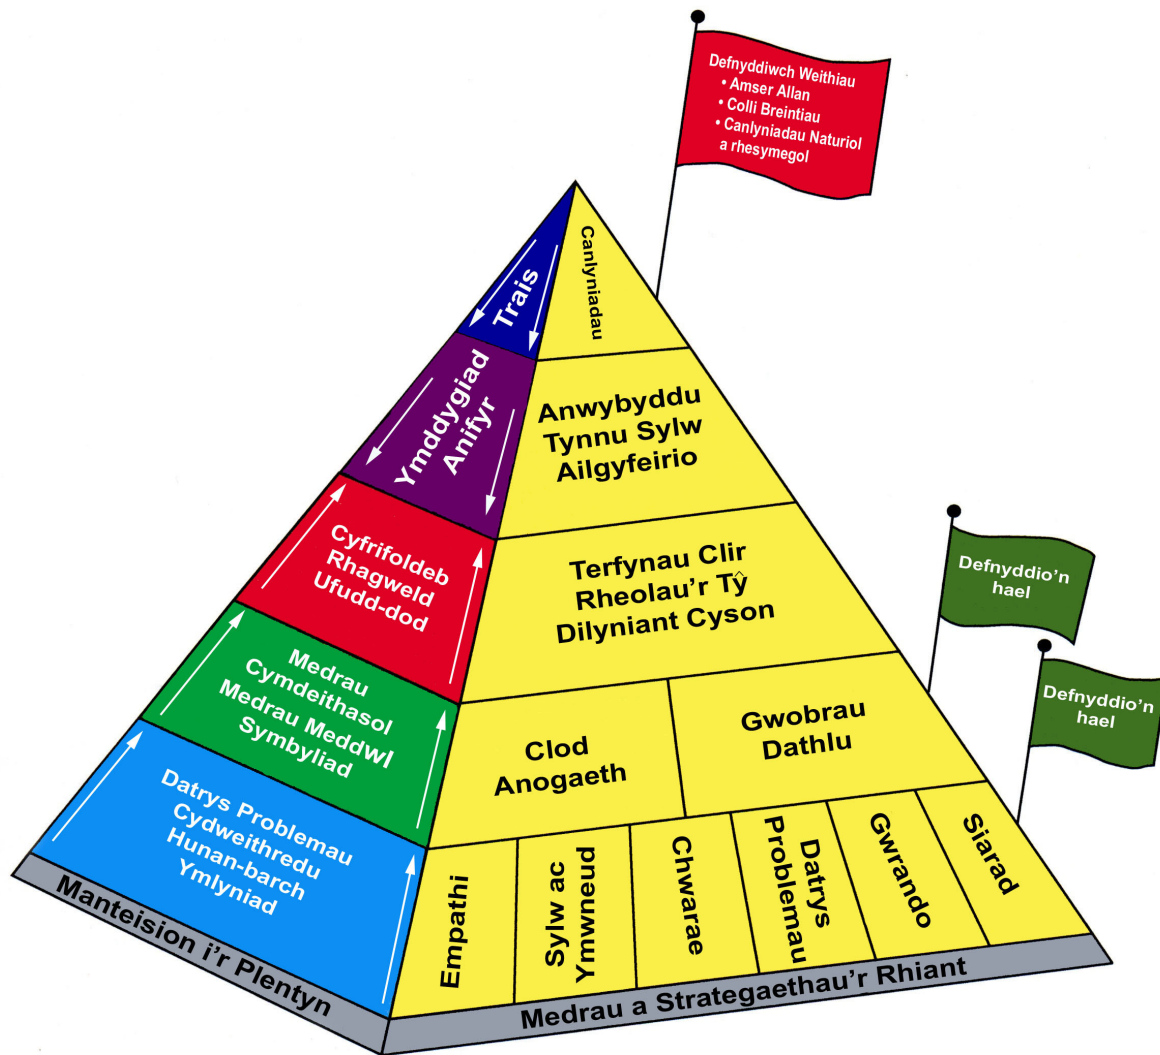 Defnyddiwch Weithiau
• Amser Allan
• Colli Breintiau
• Canlyniadau Naturiol
a rhesymegol
Trais
Canlyniadau
Ymddygiad
Anifyr
Anwybyddu
Tynnu Sylw
Ailgyfeirio
Cyfrifoldeb
Rhagweld
Ufudd-dod
Terfynau Clir
Rheolau'r Tŷ
Dilyniant Cyson
Defnyddio'n
hael
Medrau
Cymdeithasol
Medrau Meddwl
Symbyliad
Clod
Anogaeth
Gwobrau
Dathlu
Defnyddio'n
hael
Datrys Problemau
Cydweithredu
Hunan-barch
Ymlyniad
Empathi
Sylw ac
Ymwneud
Chwarae
Datrys
Problemau
Gwrando
Siarad
Manteision i'r Plentyn
Medrau a Strategaethau'r Rhiant